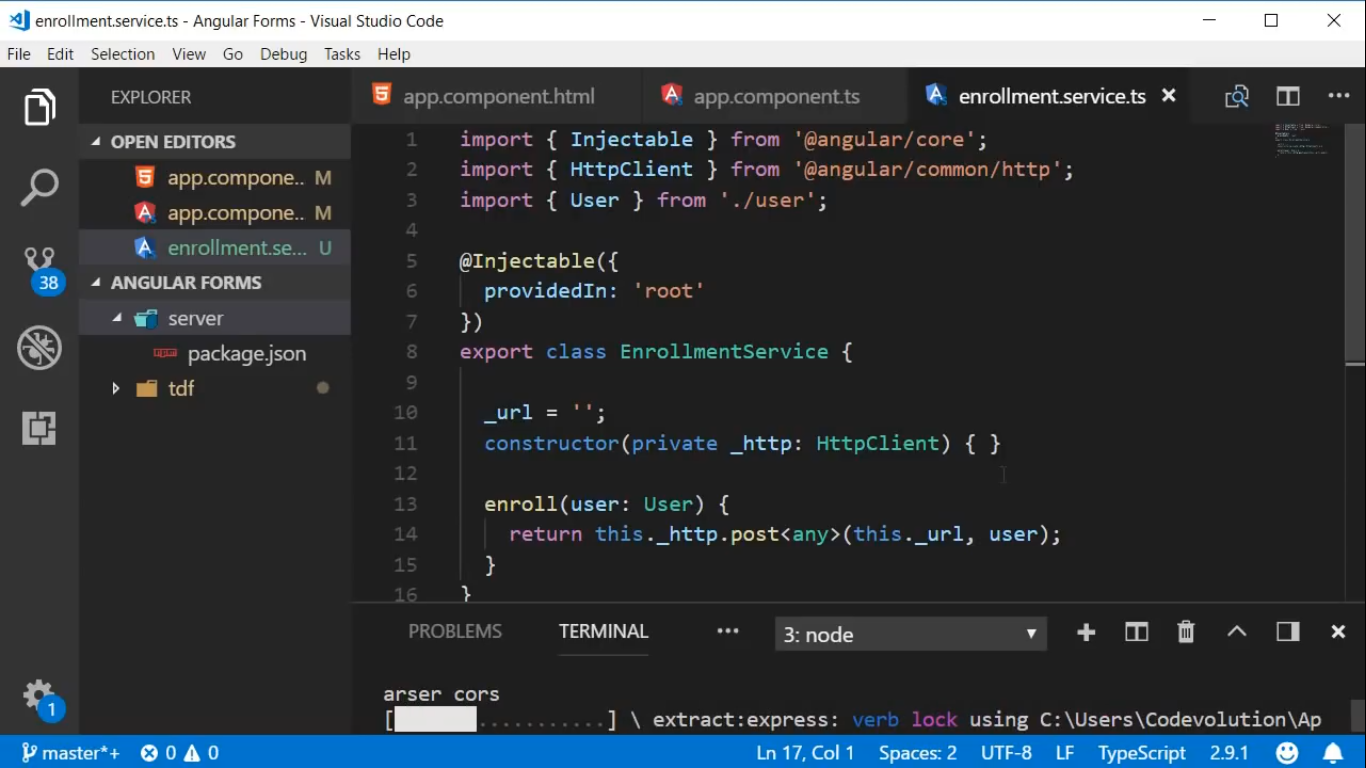 enrollment.service.ts - Angular Forms - Visual Studio Code
File Edit Selection View Go Debug Tasks Help
EXPLORER
OPEN EDITORS
app.compone.. M
app.compone.. M
enrollment.se... U
38
ANGULAR FORMS
server
package.json
tdf
1
app.component.html app.component.ts enrollment.service.ts
1 import { Injectable } from '@angular/core';
2 import { HttpClient } from '@angular/common/http';
3 import { User } from './user';
4
5 @Injectable({
6 providedIn: 'root'
7 })
8 export class EnrollmentService {
9
10 _url = '';
11 constructor(private _http: HttpClient) { }
12
13 enroll(user: User) {
14 return this._http.post<any>(this._url, user);
15 }
16 }
PROBLEMS TERMINAL ... 3: node
arser cors
[ ...........] \ extract:express: verb lock using C:\Users\Codevolution\Ap
master*+ 0 0 Ln 17, Col 1 Spaces: 2 UTF-8 LF TypeScript 2.9.1